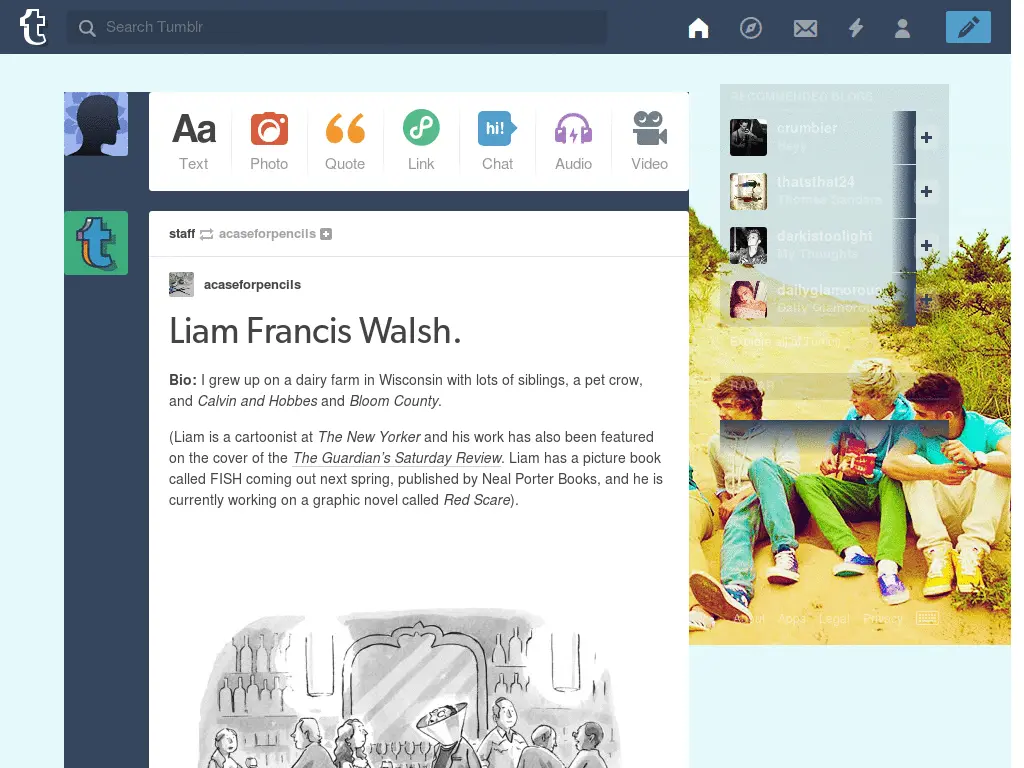 Search Tumblr
Aa
hi!
Text Photo Quote Link Chat Audio Video
staff acaseforpencils
acaseforpencils
Liam Francis Walsh.
Bio: I grew up on a dairy farm in Wisconsin with lots of siblings, a pet crow,
and Calvin and Hobbes and Bloom County.
(Liam is a cartoonist at The New Yorker and his work has also been featured
on the cover of the The Guardian's Saturday Review. Liam has a picture book
called FISH coming out next spring, published by Neal Porter Books, and he is
currently working on a graphic novel called Red Scare).
RECOMMENDED BLOGS
crumbier
thatsthat24
Thomas Sanders
darkistoolight
My Thoughts
dailyglamorous
Daily Glamorous
Explore all of Tumblr
RADAR
About Apps Legal Privacy